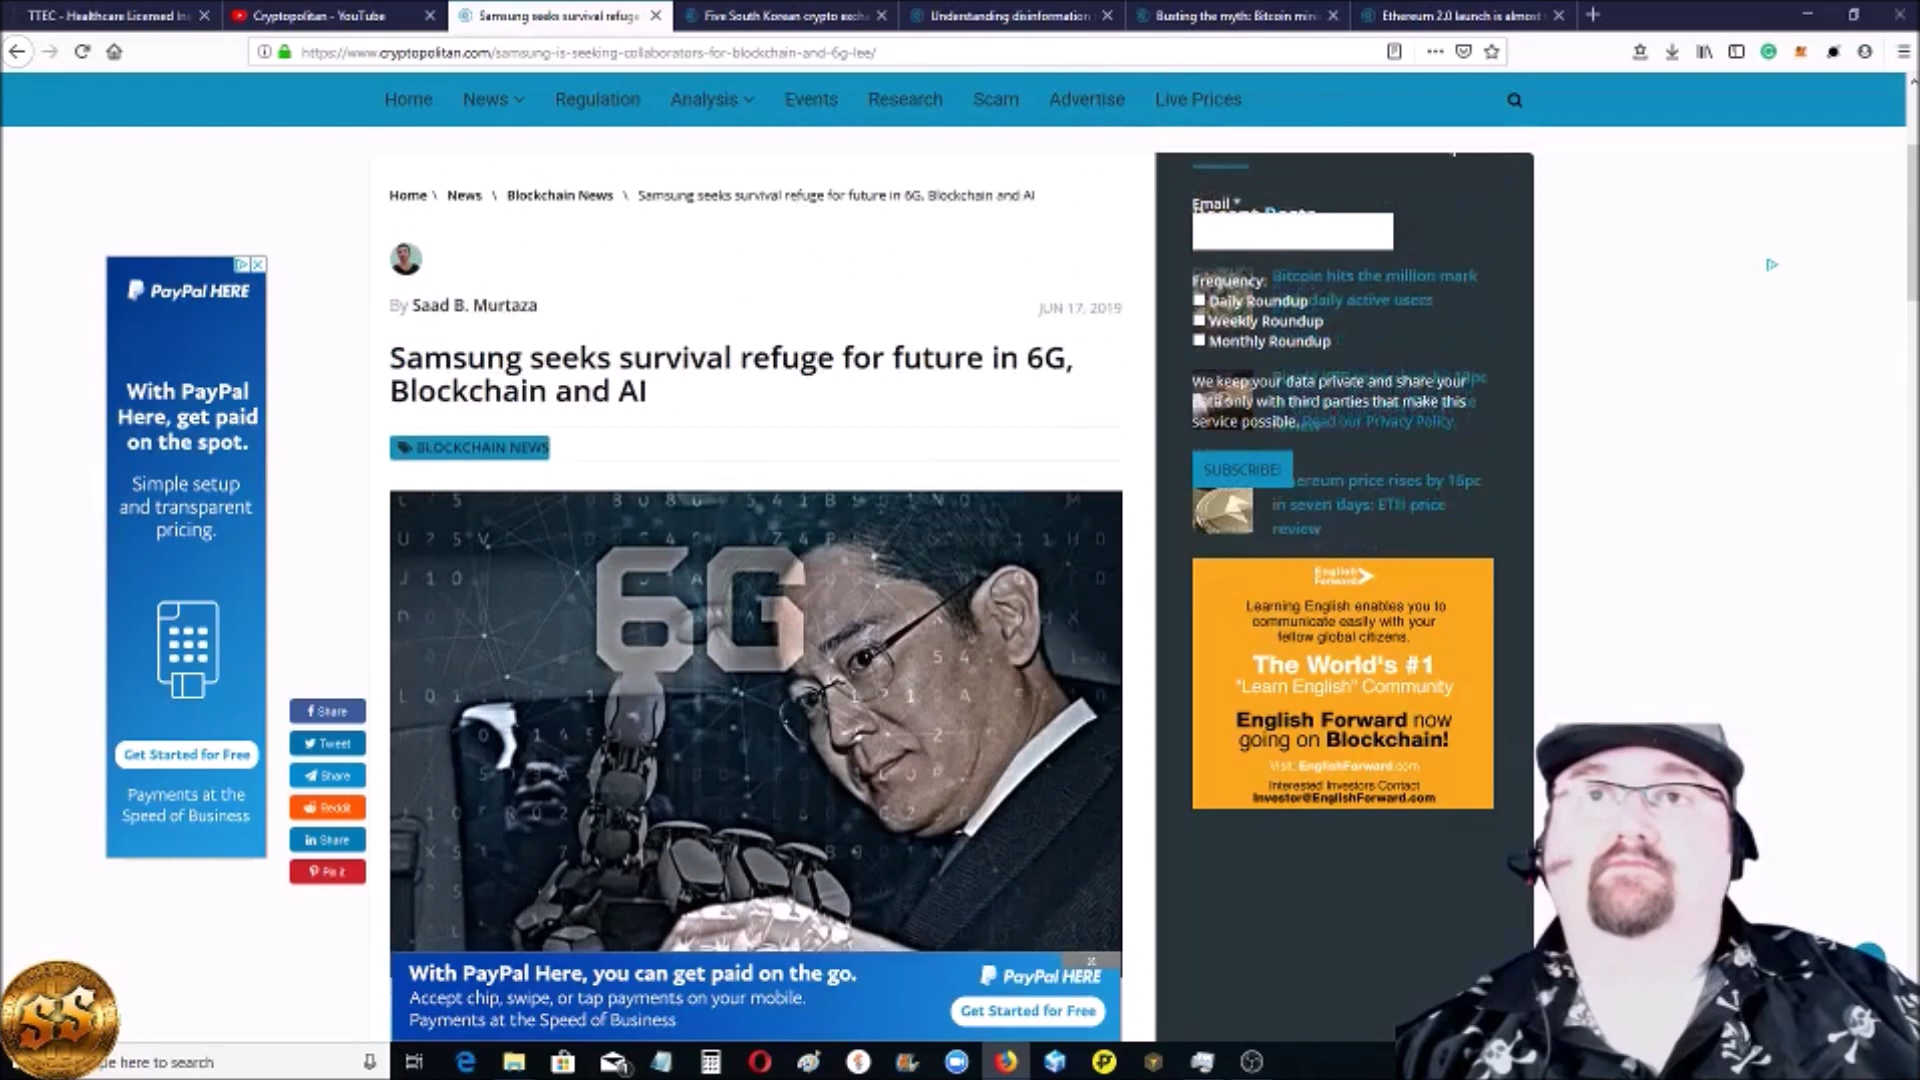 TTEC - Healthcare Licensed In
Cryptopolitan - YouTube
Samsung seeks survival refuge
Five South Korean crypto exch
Understanding disinformation
Busting the myth: Bitcoin mini
Ethereum 2.0 launch is almost
https://www.cryptopolitan.com/samsung-is-seeking-collaborators-for-blockchain-and-6g-lee/
Home News Regulation Analysis Events Research Scam Advertise Live Prices
Home \ News \ Blockchain News \ Samsung seeks survival refuge for future in 6G, Blockchain and AI
By Saad B. Murtaza
JUN 17, 2019
Samsung seeks survival refuge for future in 6G,
Blockchain and AI
BLOCKCHAIN NEWS
6G
PayPal HERE
With PayPal
Here, get paid
on the spot.
Simple setup
and transparent
pricing.
Get Started for Free
Payments at the
Speed of Business
Share
Tweet
Share
Reddit
Share
Pin it
Email *
Bitcoin hits the million mark
daily active users
Frequency:
Daily Roundup
Weekly Roundup
Monthly Roundup
We keep your data private and share your
data only with third parties that make this
service possible. Read our Privacy Policy.
review
SUBSCRIBE!
ereum price rises by 16pc
in seven days: ETH price
review
English
Forward
Learning English enables you to
communicate easily with your
fellow global citizens.
The World's #1
"Learn English" Community
English Forward now
going on Blockchain!
Visit: EnglishForward.com
Interested Investors Contact
Investor@EnglishForward.com
With PayPal Here, you can get paid on the go.
Accept chip, swipe, or tap payments on your mobile.
Payments at the Speed of Business
PayPal HERE
Get Started for Free
SS
here to search